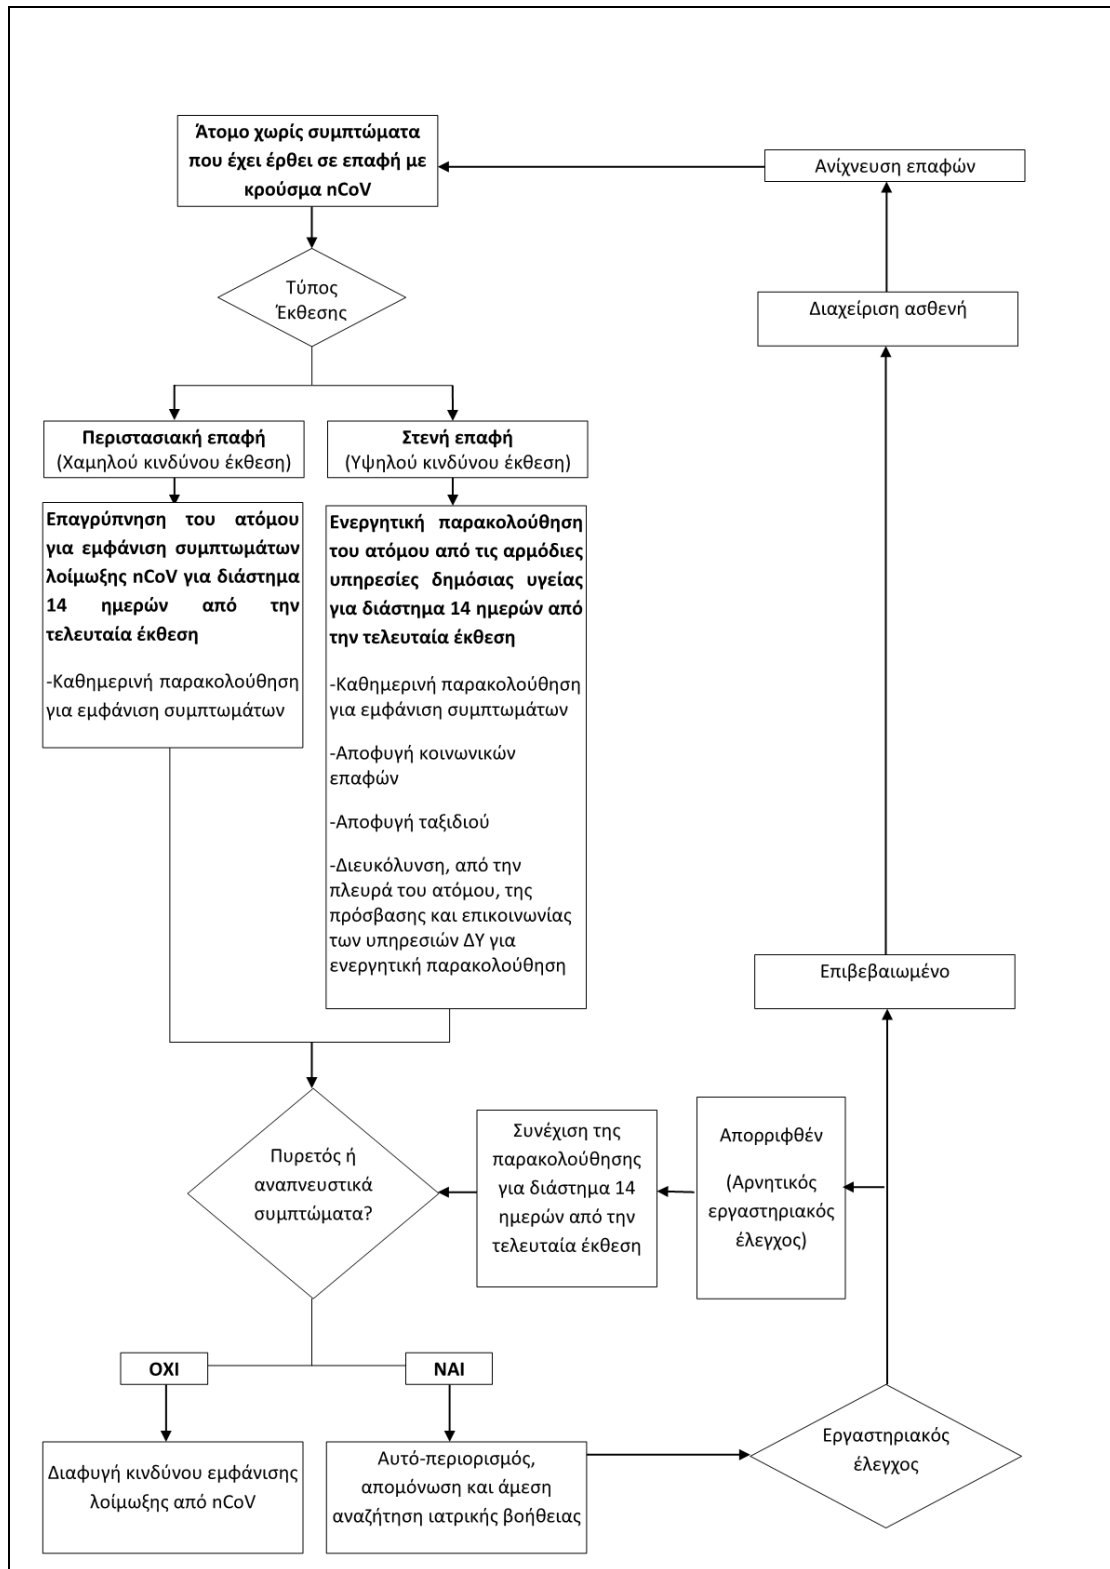 Άτομο χωρίς συμπτώματα
που έχει έρθει σε επαφή με
κρούσμα nCoV
Ανίχνευση επαφών
Τύπος
Έκθεσης
Διαχείριση ασθενή
Περιστασιακή επαφή
(Χαμηλού κινδύνου έκθεση)
Στενή επαφή
(Υψηλού κινδύνου έκθεση)
Επαγρύπνηση του ατόμου
για εμφάνιση συμπτωμάτων
λοίμωξης nCoV για διάστημα
14 ημερών από την
τελευταία έκθεση
-Καθημερινή παρακολούθηση
για εμφάνιση συμπτωμάτων
Ενεργητική παρακολούθηση
του ατόμου από τις αρμόδιες
υπηρεσίες δημόσιας υγείας
για διάστημα 14 ημερών από
την τελευταία έκθεση
-Καθημερινή παρακολούθηση
για εμφάνιση συμπτωμάτων
-Αποφυγή κοινωνικών
επαφών
-Αποφυγή ταξιδιού
-Διευκόλυνση, από την
πλευρά του ατόμου, της
πρόσβασης και επικοινωνίας
των υπηρεσιών ΔΥ για
ενεργητική παρακολούθηση
Επιβεβαιωμένο
Πυρετός ή
αναπνευστικά
συμπτώματα?
Συνέχιση της
παρακολούθησης
για διάστημα 14
ημερών από την
τελευταία έκθεση
Απορριφθέν
(Αρνητικός
εργαστηριακός
έλεγχος)
ΟΧΙ
ΝΑΙ
Διαφυγή κινδύνου εμφάνισης
λοίμωξης από nCoV
Αυτό-περιορισμός,
απομόνωση και άμεση
αναζήτηση ιατρικής βοήθειας
Εργαστηριακός
έλεγχος